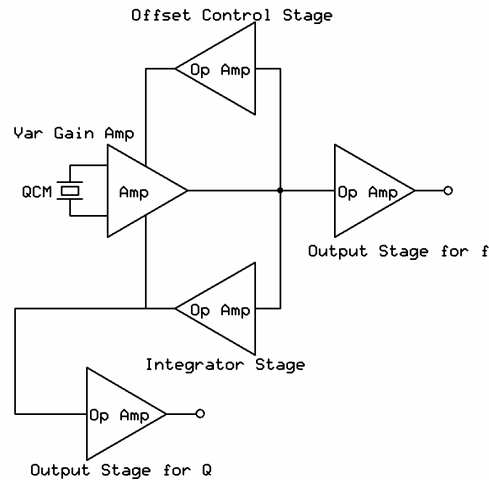 Offset Control Stage
Op Amp
Var Gain Amp
QCM
Amp
Op Amp
Output Stage for f
Op Amp
Integrator Stage
Op Amp
Output Stage for Q